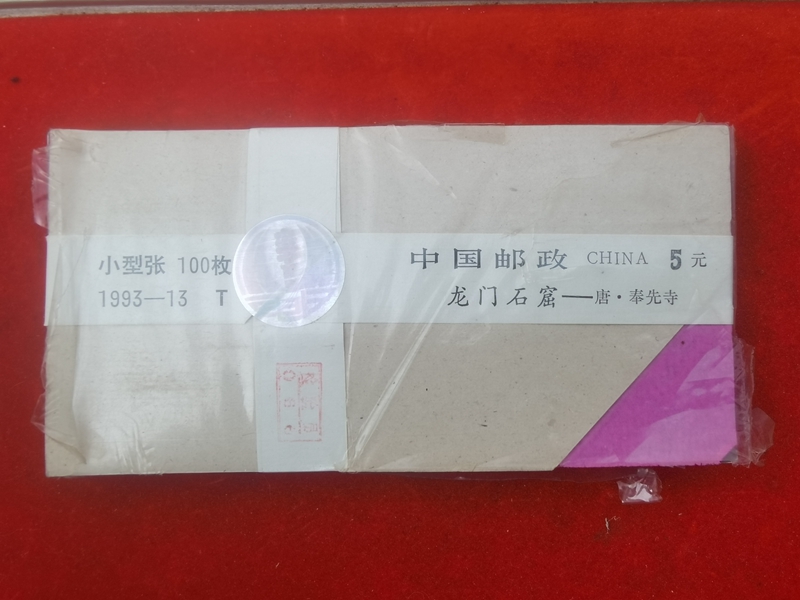 小型张 100枚
1993—13 T
中国邮政 CHINA 5元
龙门石窟——唐·奉先寺